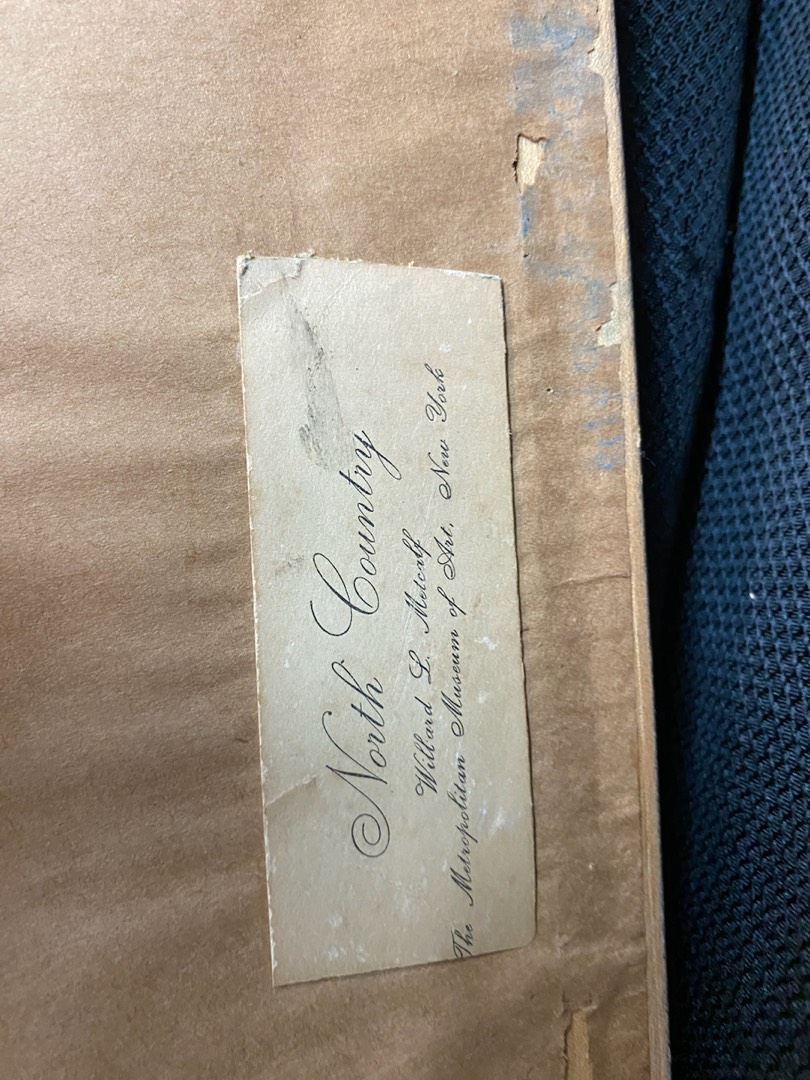 North Country
Willard L. Metcalf
The Metropolitan Museum of Art, New York